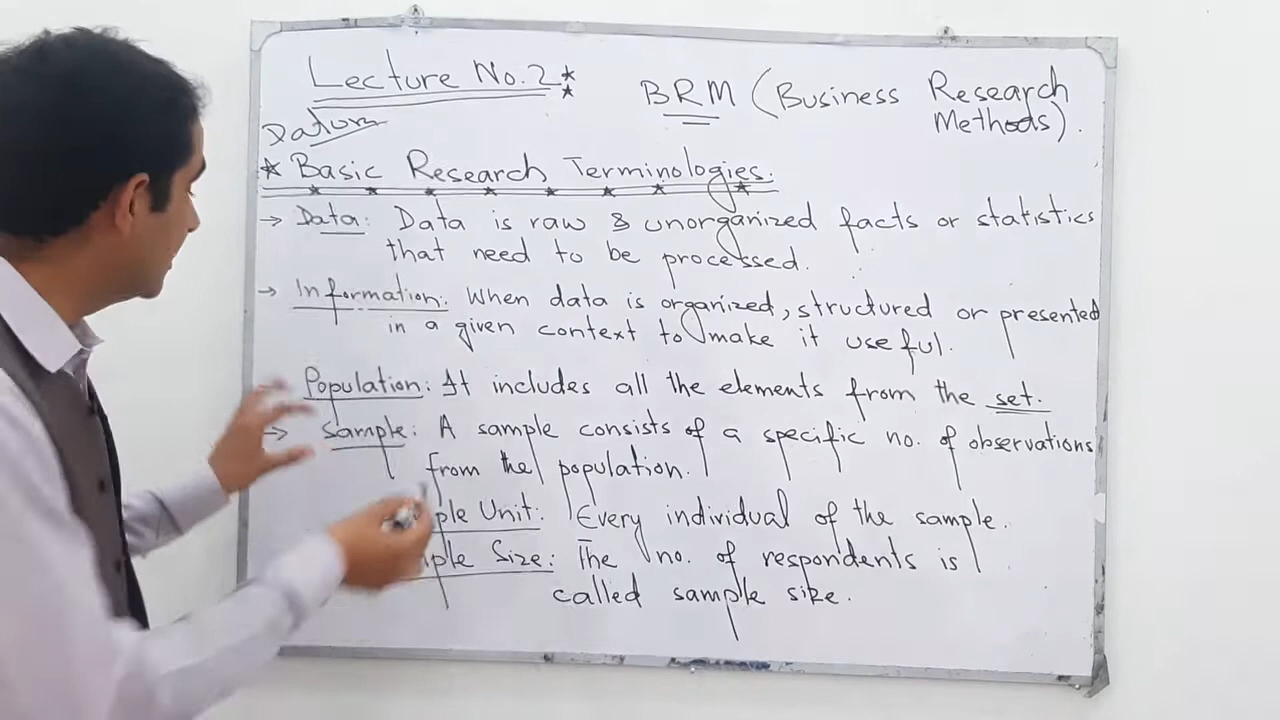 Lecture No.2
BRM (Business Research Methods).
Datum
* Basic Research Terminologies.
→ Data: Data is raw & unorganized facts or statistics
that need to be processed.
→ Information: When data is organized, structured or presented
in a given context to make it useful.
Population: It includes all the elements from the set.
→ Sample: A sample consists of a specific no. of observations
from the population.
ple Unit: Every individual of the sample.
ple Size: The no. of respondents is
called sample size.